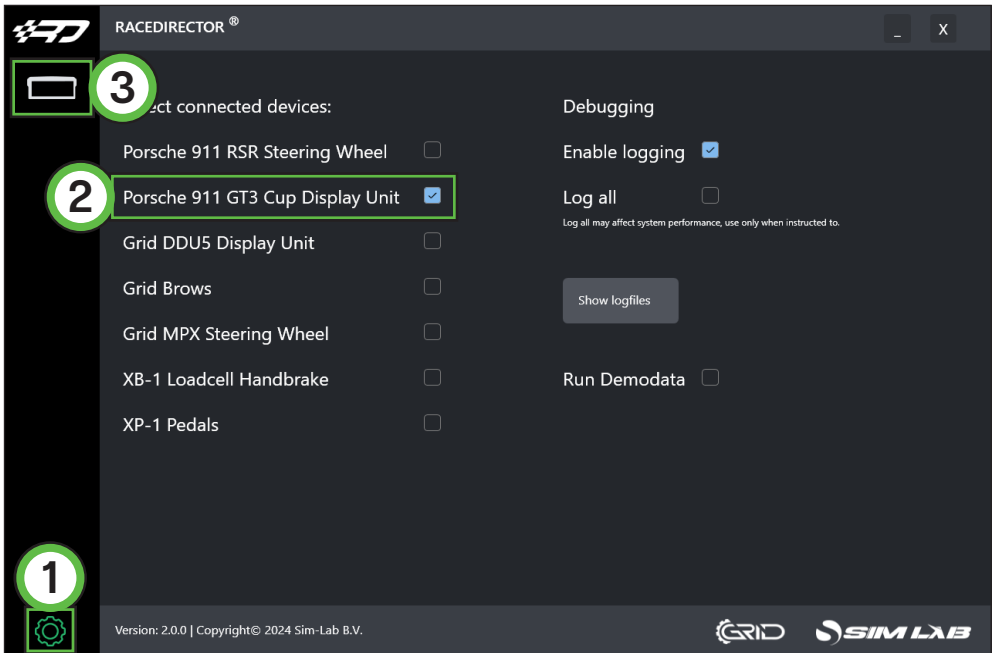 RACEDIRECTOR ®
_ X
3
ect connected devices:
Porsche 911 RSR Steering Wheel
2
Porsche 911 GT3 Cup Display Unit
Grid DDU5 Display Unit
Grid Brows
Grid MPX Steering Wheel
XB-1 Loadcell Handbrake
XP-1 Pedals
Debugging
Enable logging
Log all
Log all may affect system performance, use only when instructed to.
Show logfiles
Run Demodata
1
Version: 2.0.0 | Copyright© 2024 Sim-Lab B.V.
GRID
SIM LAB